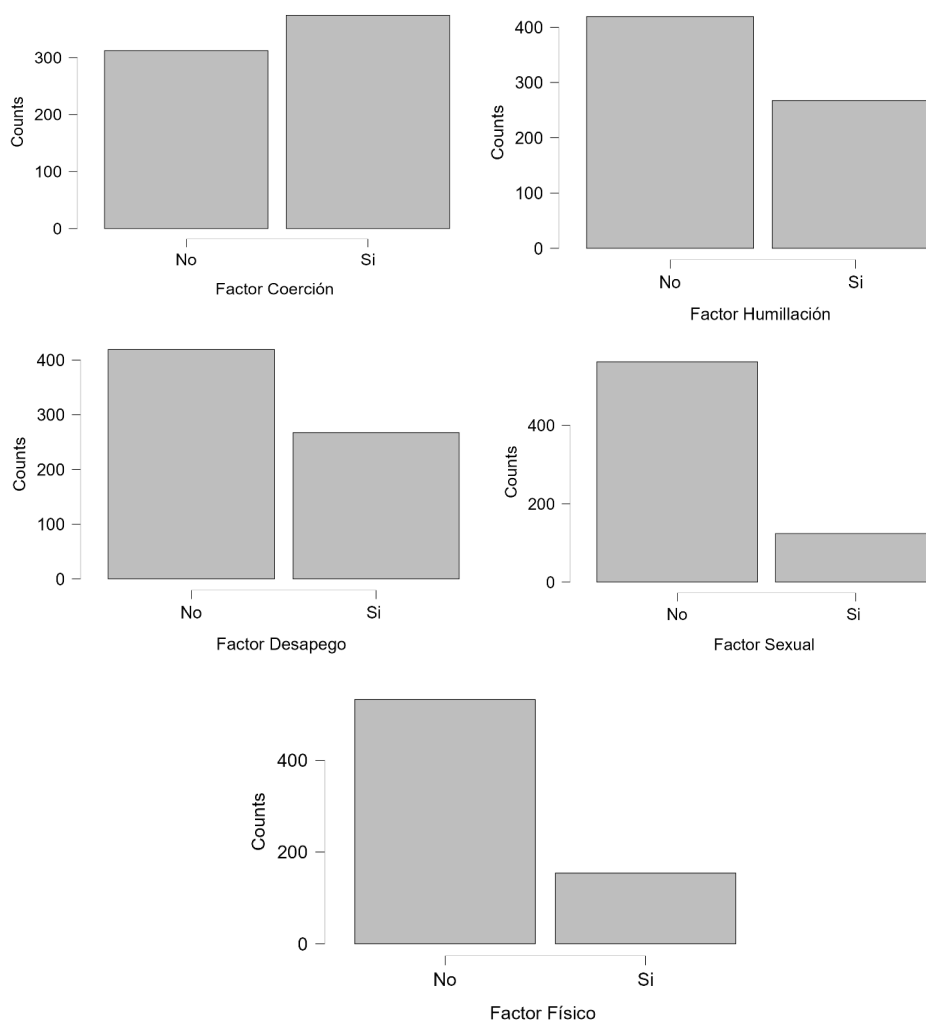 Counts
300
200
100
0
No Si
Factor Coerción
Counts
400
300
200
100
0
No Si
Factor Humillación
Counts
400
300
200
100
0
No Si
Factor Desapego
Counts
400
200
0
No Si
Factor Sexual
Counts
400
200
0
No Si
Factor Físico